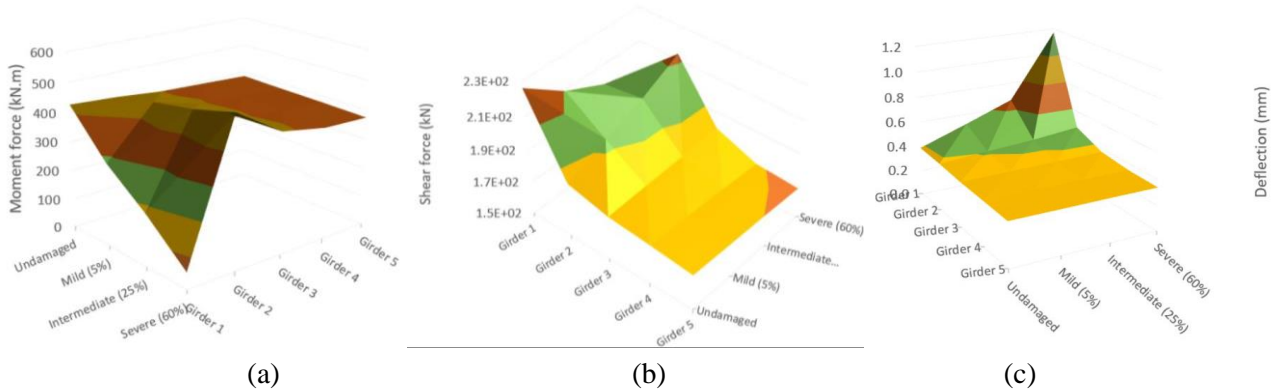 Moment force (kN.m)
600
500
400
300
200
100
0
Undamaged
Mild (5%)
Intermediate (25%)
Severe (60%)
Girder 1
Girder 2
Girder 3
Girder 4
Girder 5
(a)
Shear force (kN)
2.3E+02
2.1E+02
1.9E+02
1.7E+02
1.5E+02
Girder 1
Girder 2
Girder 3
Girder 4
Girder 5
Severe (60%)
Intermediate...
Mild (5%)
Undamaged
(b)
1.2
1.0
0.8
0.6
0.4
0.2
0.0
Girder 1
Girder 2
Girder 3
Girder 4
Girder 5
Undamaged
Mild (5%)
Intermediate (25%)
Severe (60%)
Deflection (mm)
(c)